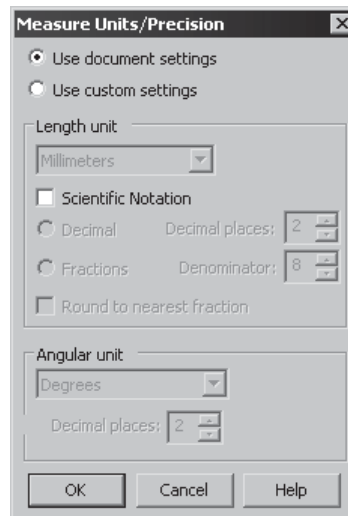 Measure Units/Precision
Use document settings
Use custom settings
Length unit
Millimeters
Scientific Notation
Decimal Decimal places: 2
Fractions Denominator: 8
Round to nearest fraction
Angular unit
Degrees
Decimal places: 2
OK Cancel Help